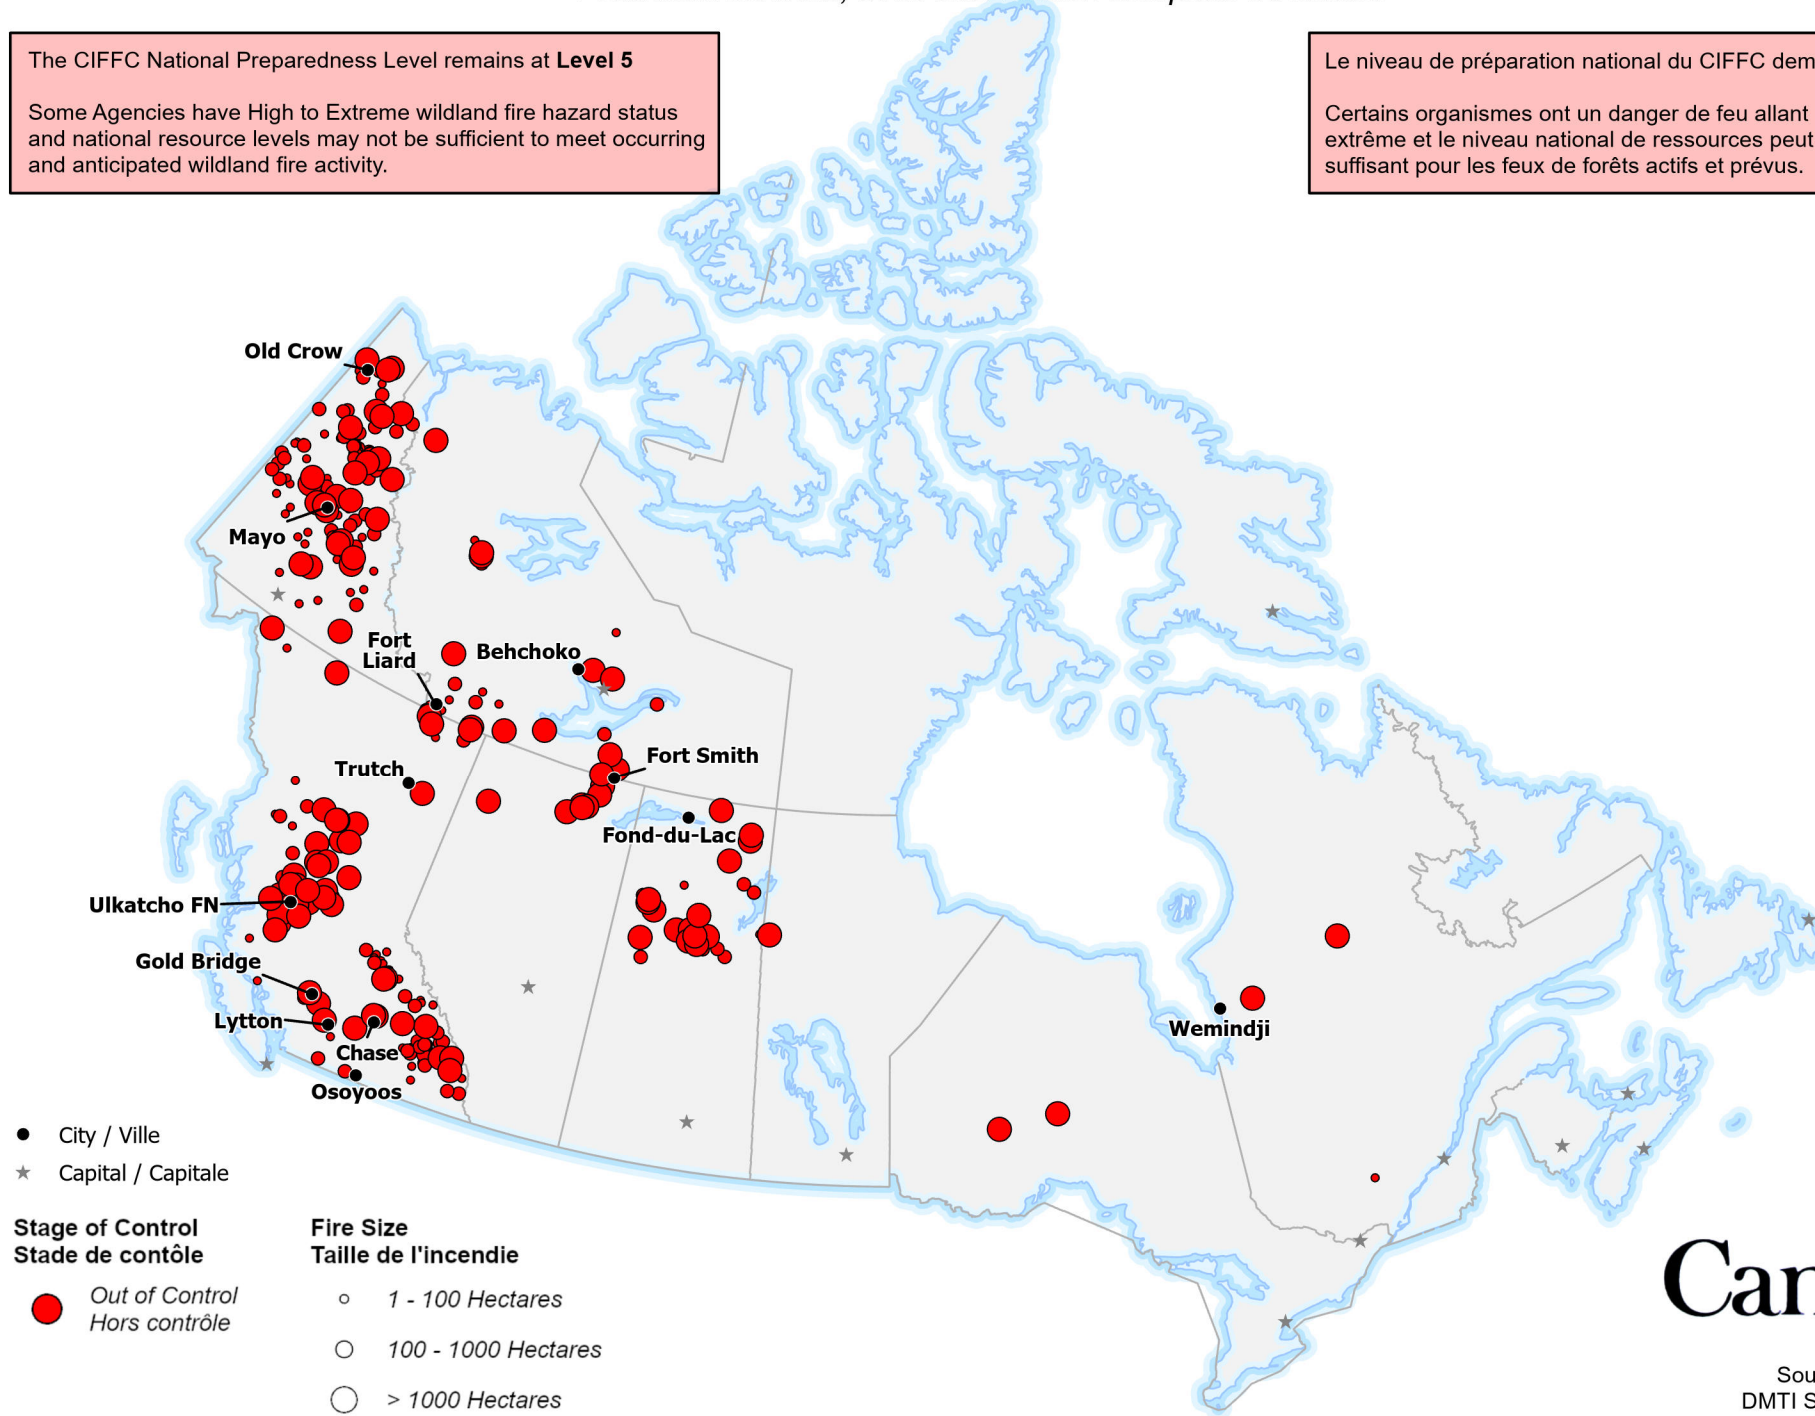 The CIFFC National Preparedness Level remains at Level 5
Some Agencies have High to Extreme wildland fire hazard status
and national resource levels may not be sufficient to meet occurring
and anticipated wildland fire activity.
Le niveau de préparation national du CIFFC dem
Certains organismes ont un danger de feu allant
extrême et le niveau national de ressources peut
suffisant pour les feux de forêts actifs et prévus.
Old Crow
Mayo
Fort
Liard
Behchoko
Trutch
Fort Smith
Fond-du-Lac
Ulkatcho FN
Gold Bridge
Lytton
Chase
Osoyoos
Wemindji
City / Ville
Capital / Capitale
Stage of Control
Stade de contôle
Out of Control
Hors contrôle
Fire Size
Taille de l'incendie
1 - 100 Hectares
100 - 1000 Hectares
> 1000 Hectares
Can
Sou
DMTI S